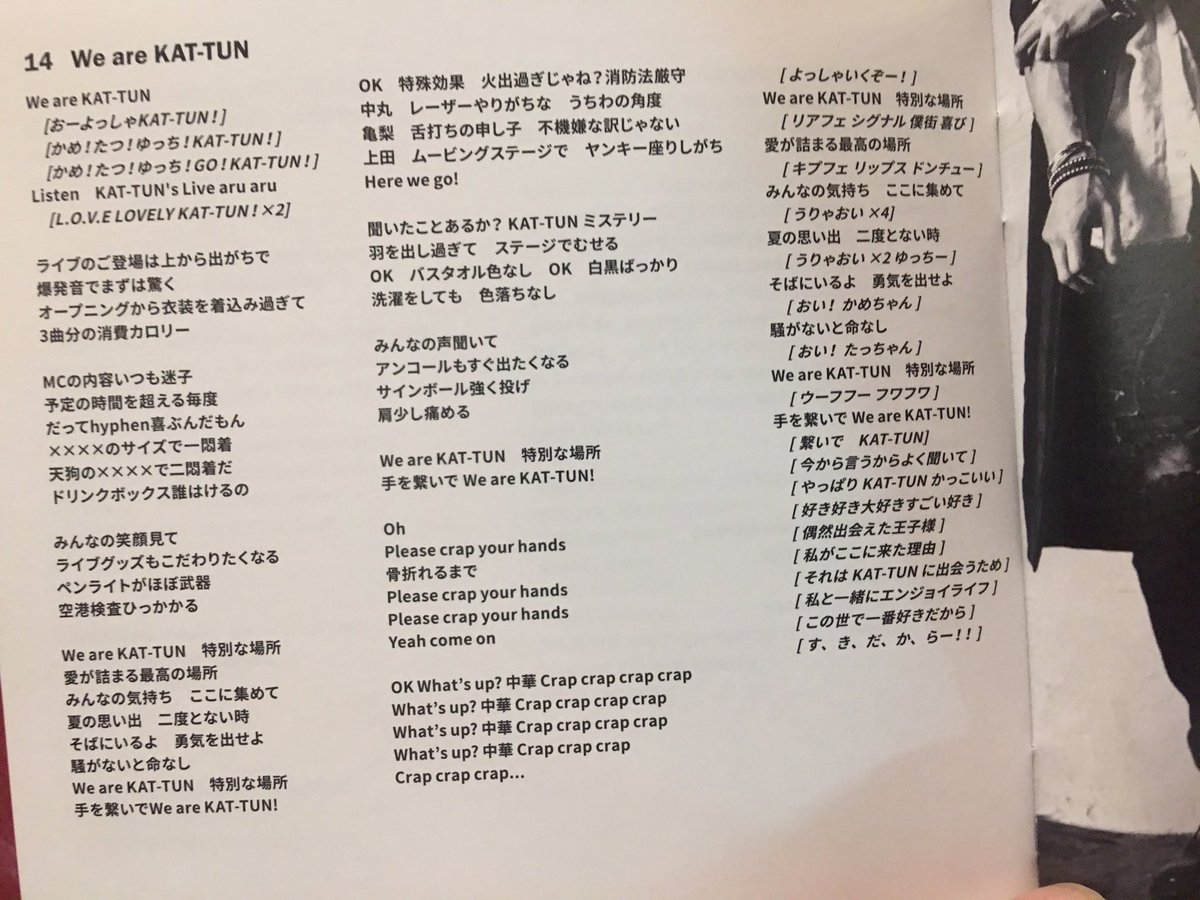 14 We are KAT-TUN
We are KAT-TUN
[おーよっしゃKAT-TUN！]
[かめ！たつ！ゆっち！KAT-TUN！]
[かめ！たつ！ゆっち！GO！KAT-TUN！]
Listen　KAT-TUN's Live aru aru
[L.O.V.E LOVELY KAT-TUN！×2]
ライブのご登場は上から出がちで
爆発音でまずは驚く
オープニングから衣装を着込み過ぎて
3曲分の消費カロリー
MCの内容いつも迷子
予定の時間を超える毎度
だってhyphen喜ぶんだもん
××××のサイズで一悶着
天狗の××××で二悶着だ
ドリンクボックス誰はけるの
みんなの笑顔見て
ライブグッズもこだわりたくなる
ペンライトがほぼ武器
空港検査ひっかかる
We are KAT-TUN　特別な場所
愛が詰まる最高の場所
みんなの気持ち　ここに集めて
夏の思い出　二度とない時
そばにいるよ　勇気を出せよ
騒がないと命なし
We are KAT-TUN　特別な場所
手を繋いでWe are KAT-TUN!
OK　特殊効果　火出過ぎじゃね？消防法厳守
中丸　レーザーやりがちな　うちわの角度
亀梨　舌打ちの申し子　不機嫌な訳じゃない
上田　ムービングステージで　ヤンキー座りしがち
Here we go!
聞いたことあるか？ KAT-TUN ミステリー
羽を出し過ぎて　ステージでむせる
OK　バスタオル色なし　OK　白黒ばっかり
洗濯をしても　色落ちなし
みんなの声聞いて
アンコールもすぐ出たくなる
サインボール強く投げ
肩少し痛める
We are KAT-TUN　特別な場所
手を繋いで We are KAT-TUN!
Oh
Please crap your hands
骨折れるまで
Please crap your hands
Please crap your hands
Yeah come on
OK What's up? 中華 Crap crap crap crap
What's up? 中華 Crap crap crap crap
What's up? 中華 Crap crap crap crap
What's up? 中華 Crap crap crap
Crap crap crap...
[ よっしゃいくぞー！]
We are KAT-TUN　特別な場所
[ リアフェ シグナル 僕街 喜び ]
愛が詰まる最高の場所
[ キプフェ リップス ドンチュー ]
みんなの気持ち　ここに集めて
[ うりゃおい ×4]
夏の思い出　二度とない時
[ うりゃおい ×2 ゆっちー ]
そばにいるよ　勇気を出せよ
[ おい！ かめちゃん ]
騒がないと命なし
[ おい！ たっちゃん ]
We are KAT-TUN　特別な場所
[ ウーフフー フワフワ ]
手を繋いで We are KAT-TUN!
[ 繋いで　KAT-TUN]
[ 今から言うからよく聞いて ]
[ やっぱり KAT-TUN かっこいい ]
[ 好き好き大好きすごい好き ]
[ 偶然出会えた王子様 ]
[ 私がここに来た理由 ]
[ それは KAT-TUN に出会うため ]
[ 私と一緒にエンジョイライフ ]
[ この世で一番好きだから ]
[ す、き、だ、か、らー！！]